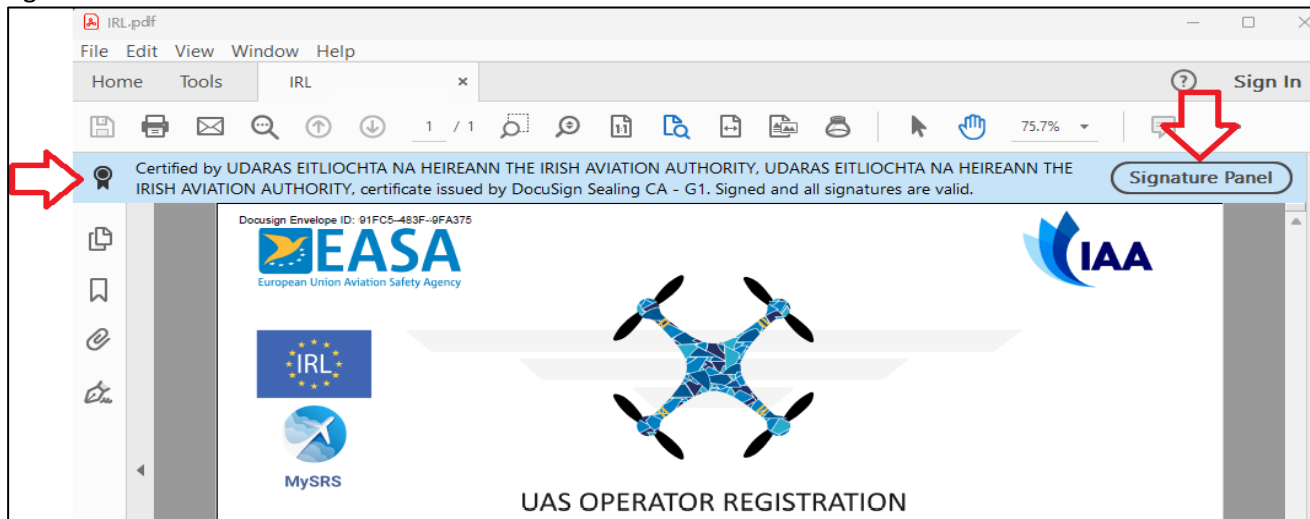 IRL.pdf
File Edit View Window Help
Home Tools IRL × ? Sign In
1 / 1 75.7%
Certified by UDARAS EITLIOCHTA NA HEIREANN THE IRISH AVIATION AUTHORITY, UDARAS EITLIOCHTA NA HEIREANN THE
IRISH AVIATION AUTHORITY, certificate issued by DocuSign Sealing CA - G1. Signed and all signatures are valid.
Signature Panel
Docusign Envelope ID: 91FC5-483F-9FA375
EASA
European Union Aviation Safety Agency
IAA
IRL
MySRS
UAS OPERATOR REGISTRATION